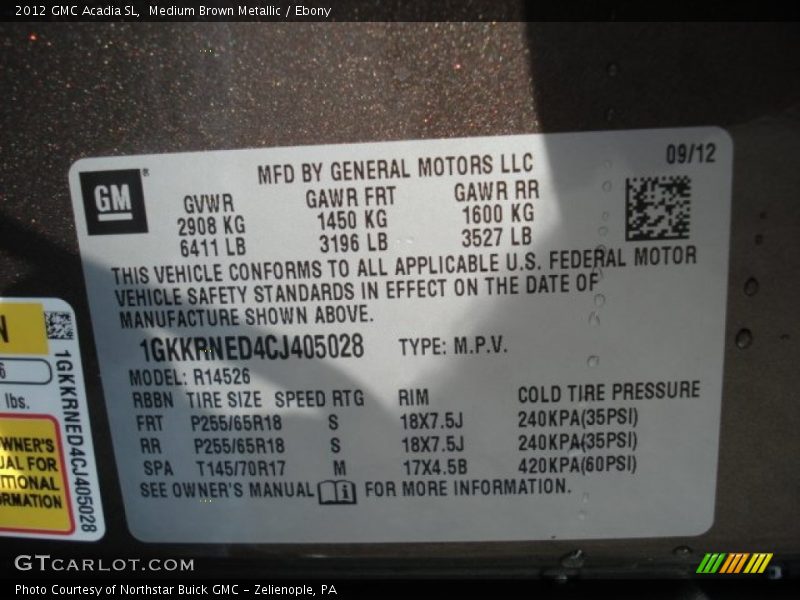 2012 GMC Acadia SL, Medium Brown Metallic / Ebony
GM®
MFD BY GENERAL MOTORS LLC
09/12
GVWR GAWR FRT GAWR RR
2908 KG 1450 KG 1600 KG
6411 LB 3196 LB 3527 LB
THIS VEHICLE CONFORMS TO ALL APPLICABLE U.S. FEDERAL MOTOR
VEHICLE SAFETY STANDARDS IN EFFECT ON THE DATE OF
MANUFACTURE SHOWN ABOVE.
1GKKRNED4CJ405028 TYPE: M.P.V.
MODEL: R14526
RBBN TIRE SIZE SPEED RTG RIM COLD TIRE PRESSURE
FRT P255/65R18 S 18X7.5J 240KPA(35PSI)
RR P255/65R18 S 18X7.5J 240KPA(35PSI)
SPA T145/70R17 M 17X4.5B 420KPA(60PSI)
SEE OWNER'S MANUAL i FOR MORE INFORMATION.
N
6
lbs.
WNER'S
UAL FOR
ITIONAL
RMATION
1GKKRNED4CJ405028
GTCARLOT.COM
Photo Courtesy of Northstar Buick GMC - Zelienople, PA